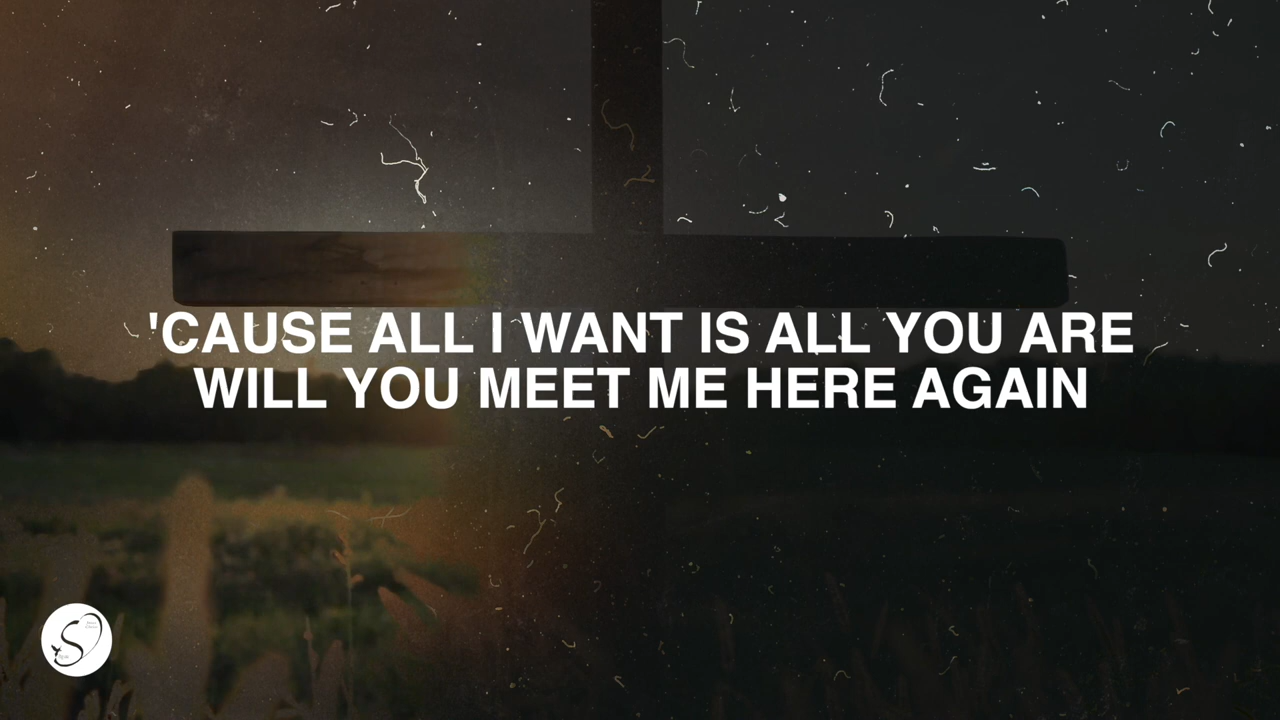 'CAUSE ALL I WANT IS ALL YOU ARE
WILL YOU MEET ME HERE AGAIN
S